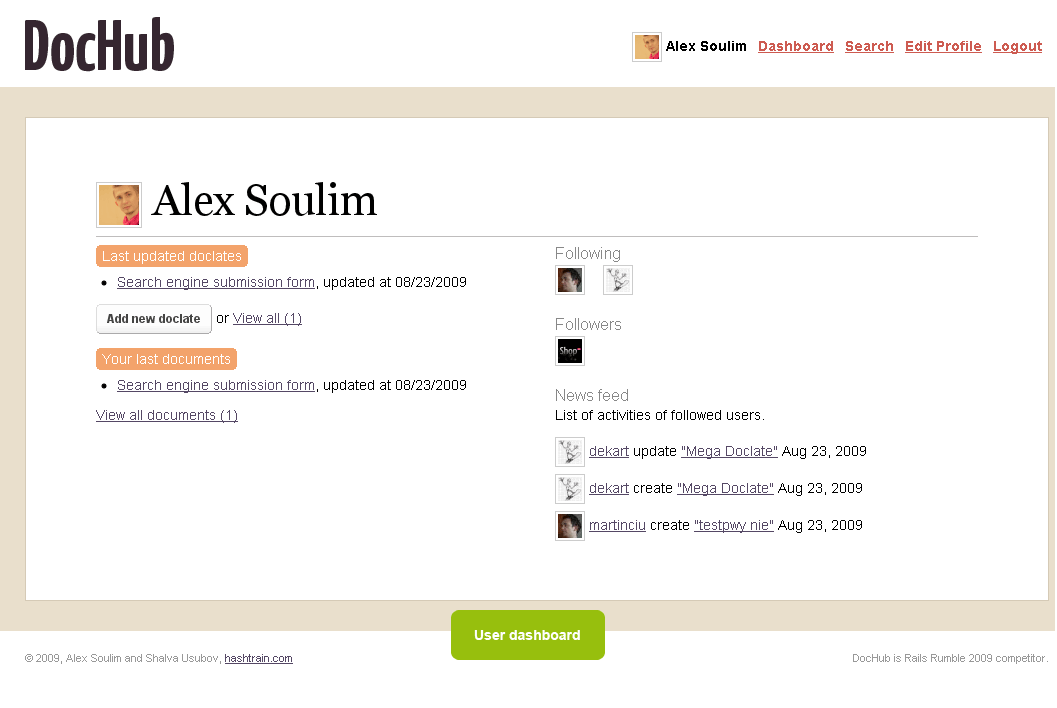 DocHub
Alex Soulim Dashboard Search Edit Profile Logout
Alex Soulim
Last updated doclates
Search engine submission form, updated at 08/23/2009
Add new doclate or View all (1)
Your last documents
Search engine submission form, updated at 08/23/2009
View all documents (1)
Following
Followers
Shop
News feed
List of activities of followed users.
dekart update "Mega Doclate" Aug 23, 2009
dekart create "Mega Doclate" Aug 23, 2009
martinciu create "testpwy nie" Aug 23, 2009
User dashboard
© 2009, Alex Soulim and Shalva Usubov, hashtrain.com
DocHub is Rails Rumble 2009 competitor.